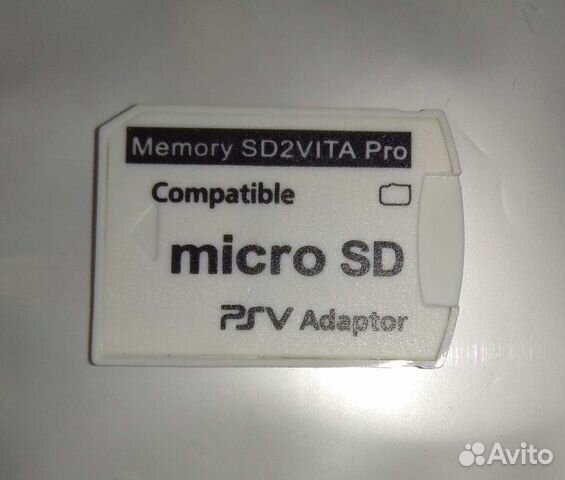 Memory SD2VITA Pro
Compatible
micro SD
PSV Adaptor
Avito